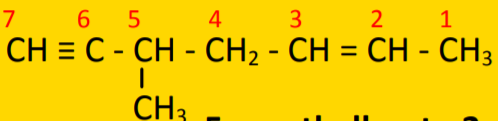 7 6 5 4 3 2 1
CH ≡ C - CH - CH₂ - CH = CH - CH₃
CH₃